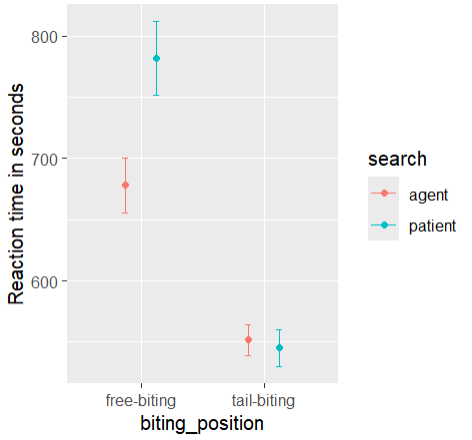 800
700
600
Reaction time in seconds
free-biting
tail-biting
biting_position
search
agent
patient